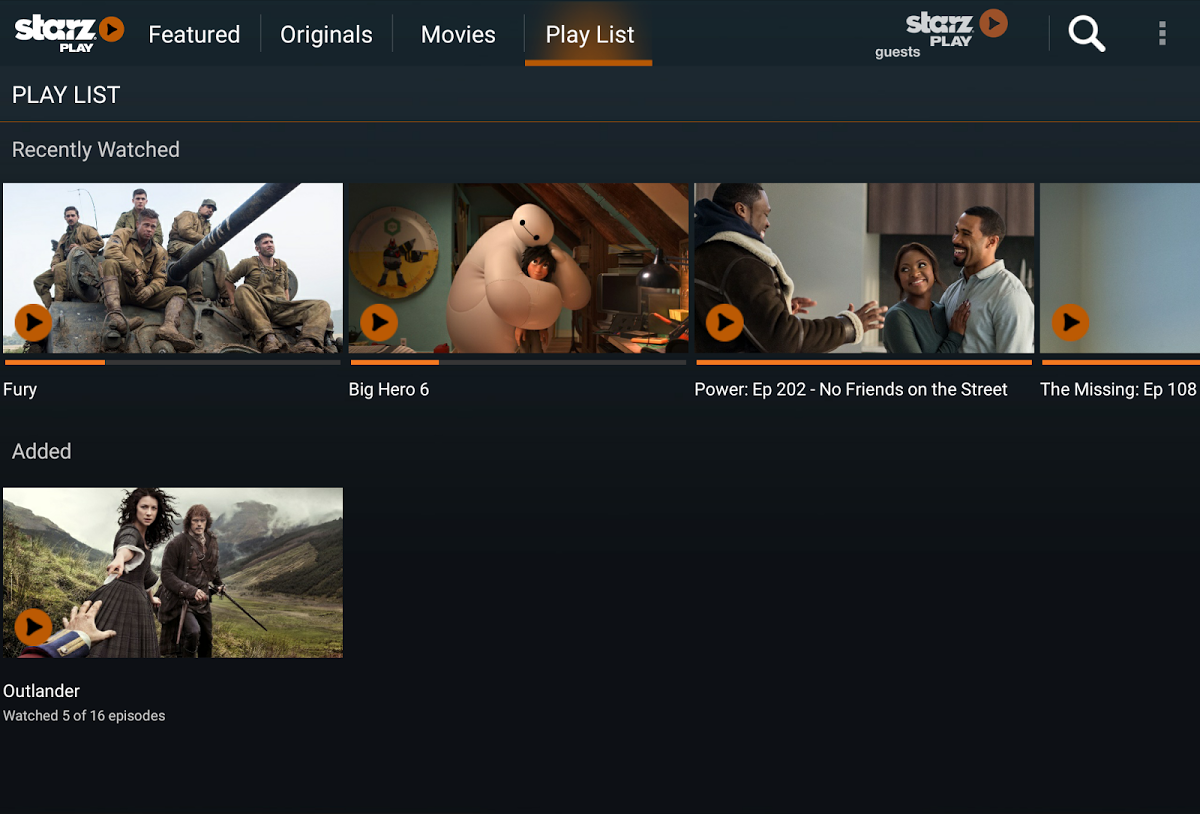 starz PLAY
Featured
Originals
Movies
Play List
guests
starz PLAY
PLAY LIST
Recently Watched
Fury
Big Hero 6
Power: Ep 202 - No Friends on the Street
The Missing: Ep 108
Added
Outlander
Watched 5 of 16 episodes